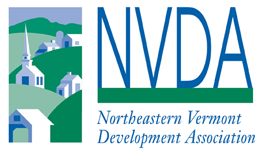 NVDA
Northeastern Vermont
Development Association